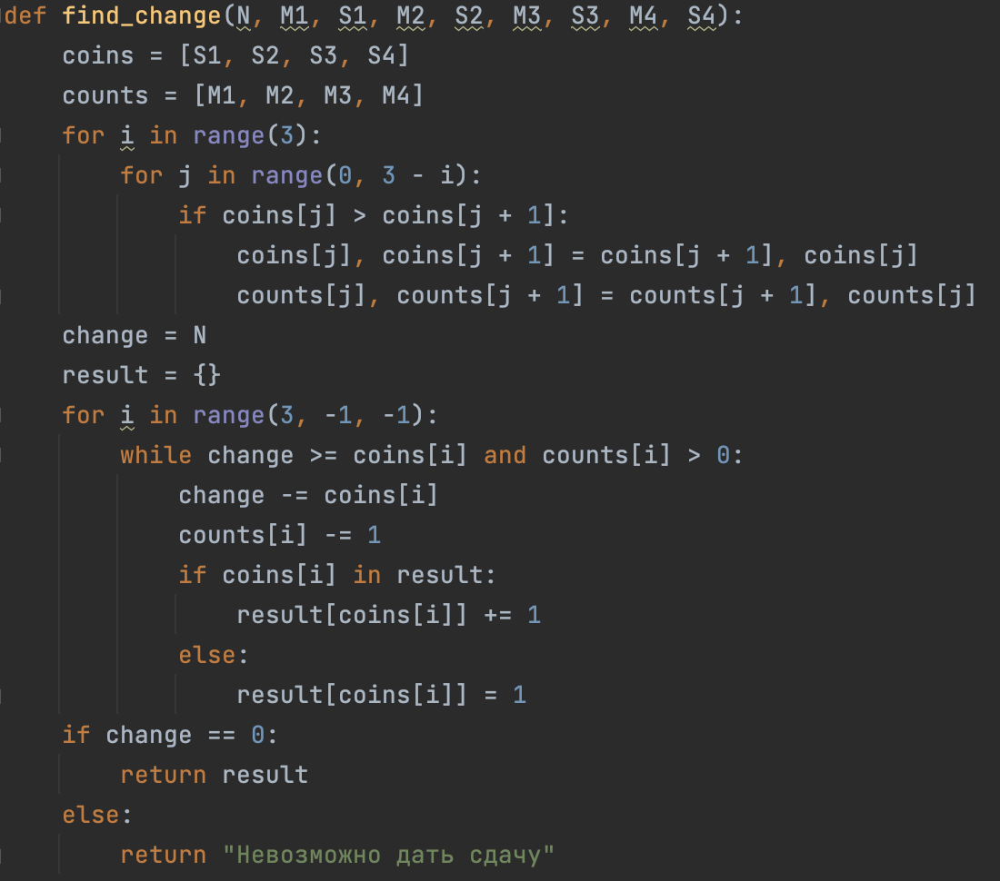 def find_change(N, M1, S1, M2, S2, M3, S3, M4, S4):
    coins = [S1, S2, S3, S4]
    counts = [M1, M2, M3, M4]
    for i in range(3):
        for j in range(0, 3 - i):
            if coins[j] > coins[j + 1]:
                coins[j], coins[j + 1] = coins[j + 1], coins[j]
                counts[j], counts[j + 1] = counts[j + 1], counts[j]
    change = N
    result = {}
    for i in range(3, -1, -1):
        while change >= coins[i] and counts[i] > 0:
            change -= coins[i]
            counts[i] -= 1
            if coins[i] in result:
                result[coins[i]] += 1
            else:
                result[coins[i]] = 1
    if change == 0:
        return result
    else:
        return "Невозможно дать сдачу"